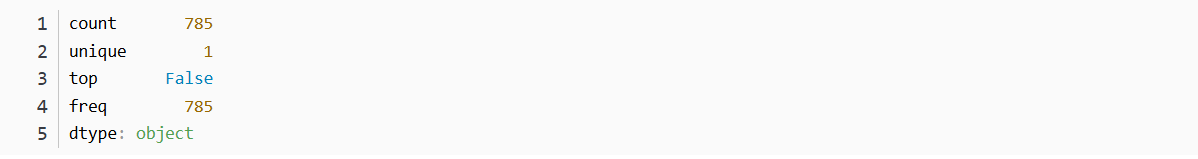 1 count 785
2 unique 1
3 top False
4 freq 785
5 dtype: object